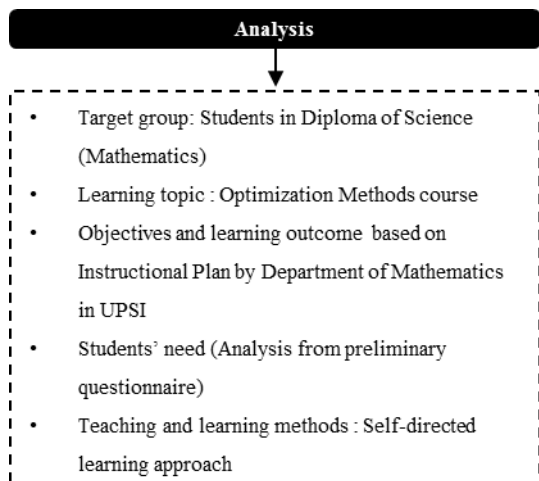 Analysis
• Target group: Students in Diploma of Science
(Mathematics)
• Learning topic : Optimization Methods course
• Objectives and learning outcome based on
Instructional Plan by Department of Mathematics
in UPSI
• Students’ need (Analysis from preliminary
questionnaire)
• Teaching and learning methods : Self-directed
learning approach